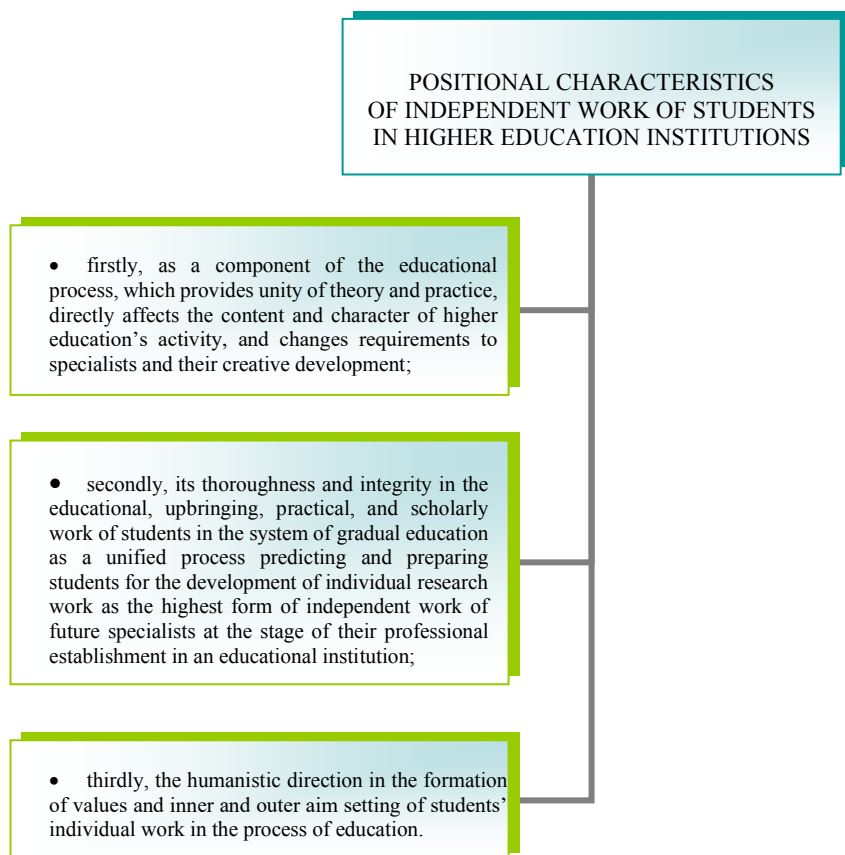 POSITIONAL CHARACTERISTICS
OF INDEPENDENT WORK OF STUDENTS
IN HIGHER EDUCATION INSTITUTIONS
• firstly, as a component of the educational
process, which provides unity of theory and practice,
directly affects the content and character of higher
education’s activity, and changes requirements to
specialists and their creative development;
• secondly, its thoroughness and integrity in the
educational, upbringing, practical, and scholarly
work of students in the system of gradual education
as a unified process predicting and preparing
students for the development of individual research
work as the highest form of independent work of
future specialists at the stage of their professional
establishment in an educational institution;
• thirdly, the humanistic direction in the formation
of values and inner and outer aim setting of students’
individual work in the process of education.